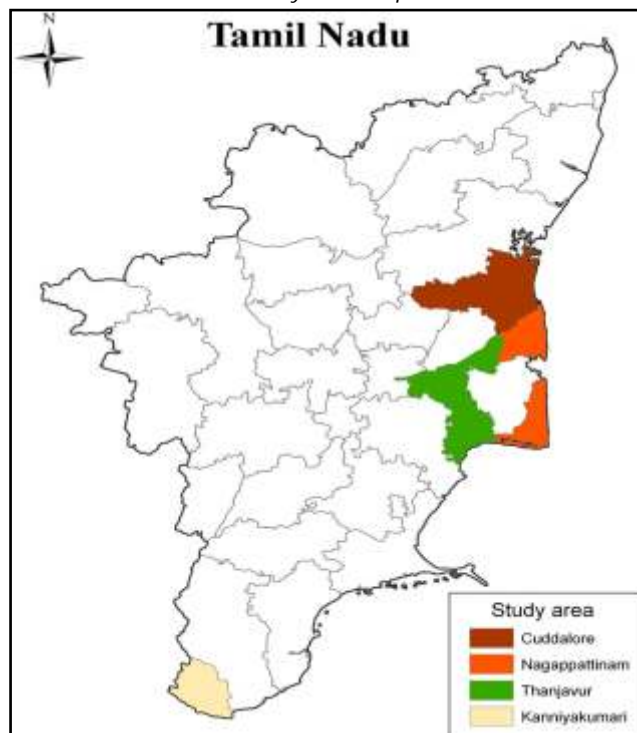 N
Tamil Nadu
Study area
Cuddalore
Nagappattinam
Thanjavur
Kanniyakumari